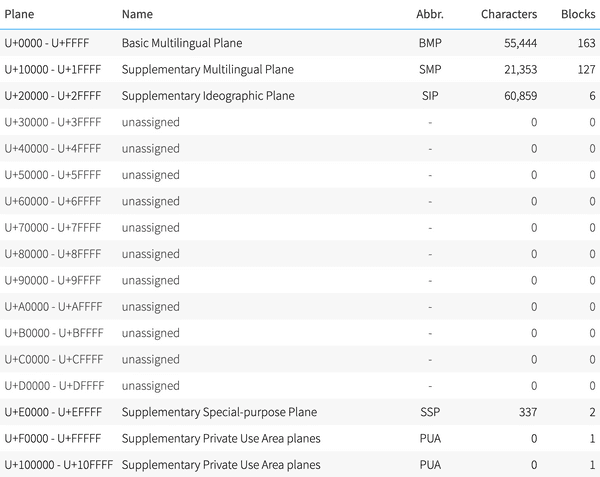 Plane Name Abbr. Characters Blocks
U+0000 - U+FFFF Basic Multilingual Plane BMP 55,444 163
U+10000 - U+1FFFF Supplementary Multilingual Plane SMP 21,353 127
U+20000 - U+2FFFF Supplementary Ideographic Plane SIP 60,859 6
U+30000 - U+3FFFF unassigned - 0 0
U+40000 - U+4FFFF unassigned - 0 0
U+50000 - U+5FFFF unassigned - 0 0
U+60000 - U+6FFFF unassigned - 0 0
U+70000 - U+7FFFF unassigned - 0 0
U+80000 - U+8FFFF unassigned - 0 0
U+90000 - U+9FFFF unassigned - 0 0
U+A0000 - U+AFFFF unassigned - 0 0
U+B0000 - U+BFFFF unassigned - 0 0
U+C0000 - U+CFFFF unassigned - 0 0
U+D0000 - U+DFFFF unassigned - 0 0
U+E0000 - U+EFFFF Supplementary Special-purpose Plane SSP 337 2
U+F0000 - U+FFFFF Supplementary Private Use Area planes PUA 0 1
U+100000 - U+10FFFF Supplementary Private Use Area planes PUA 0 1